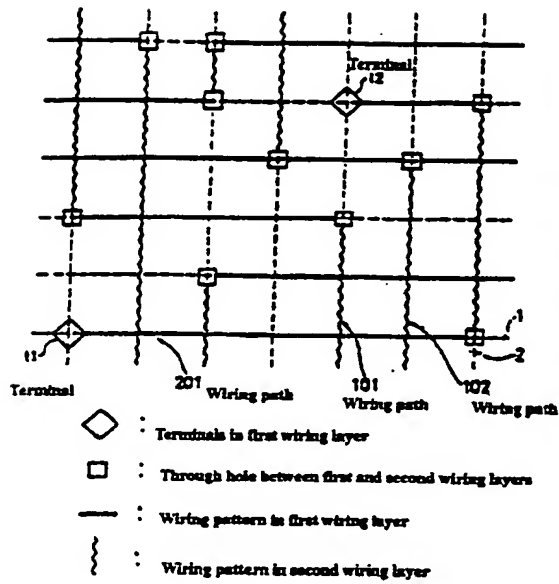 Terminal
t2
t1
1
2
Terminal
201
Wiring path
101
Wiring path
102
Wiring path
: Terminals in first wiring layer
: Through hole between first and second wiring layers
: Wiring pattern in first wiring layer
: Wiring pattern in second wiring layer